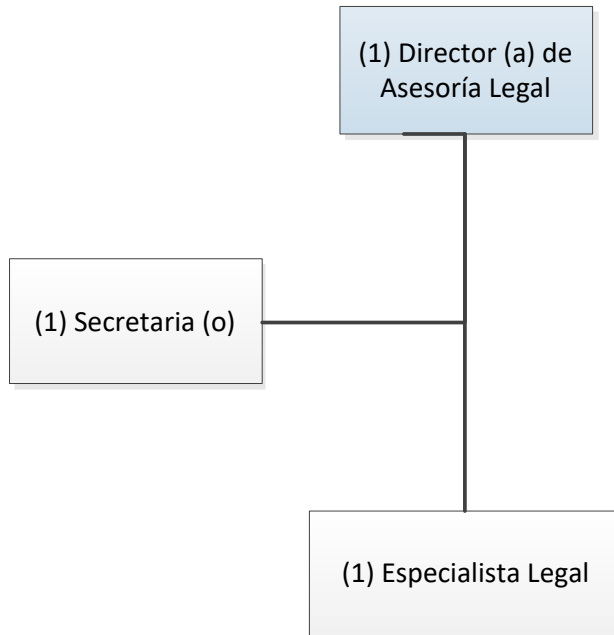 (1) Director (a) de
Asesoría Legal
(1) Secretaria (o)
(1) Especialista Legal